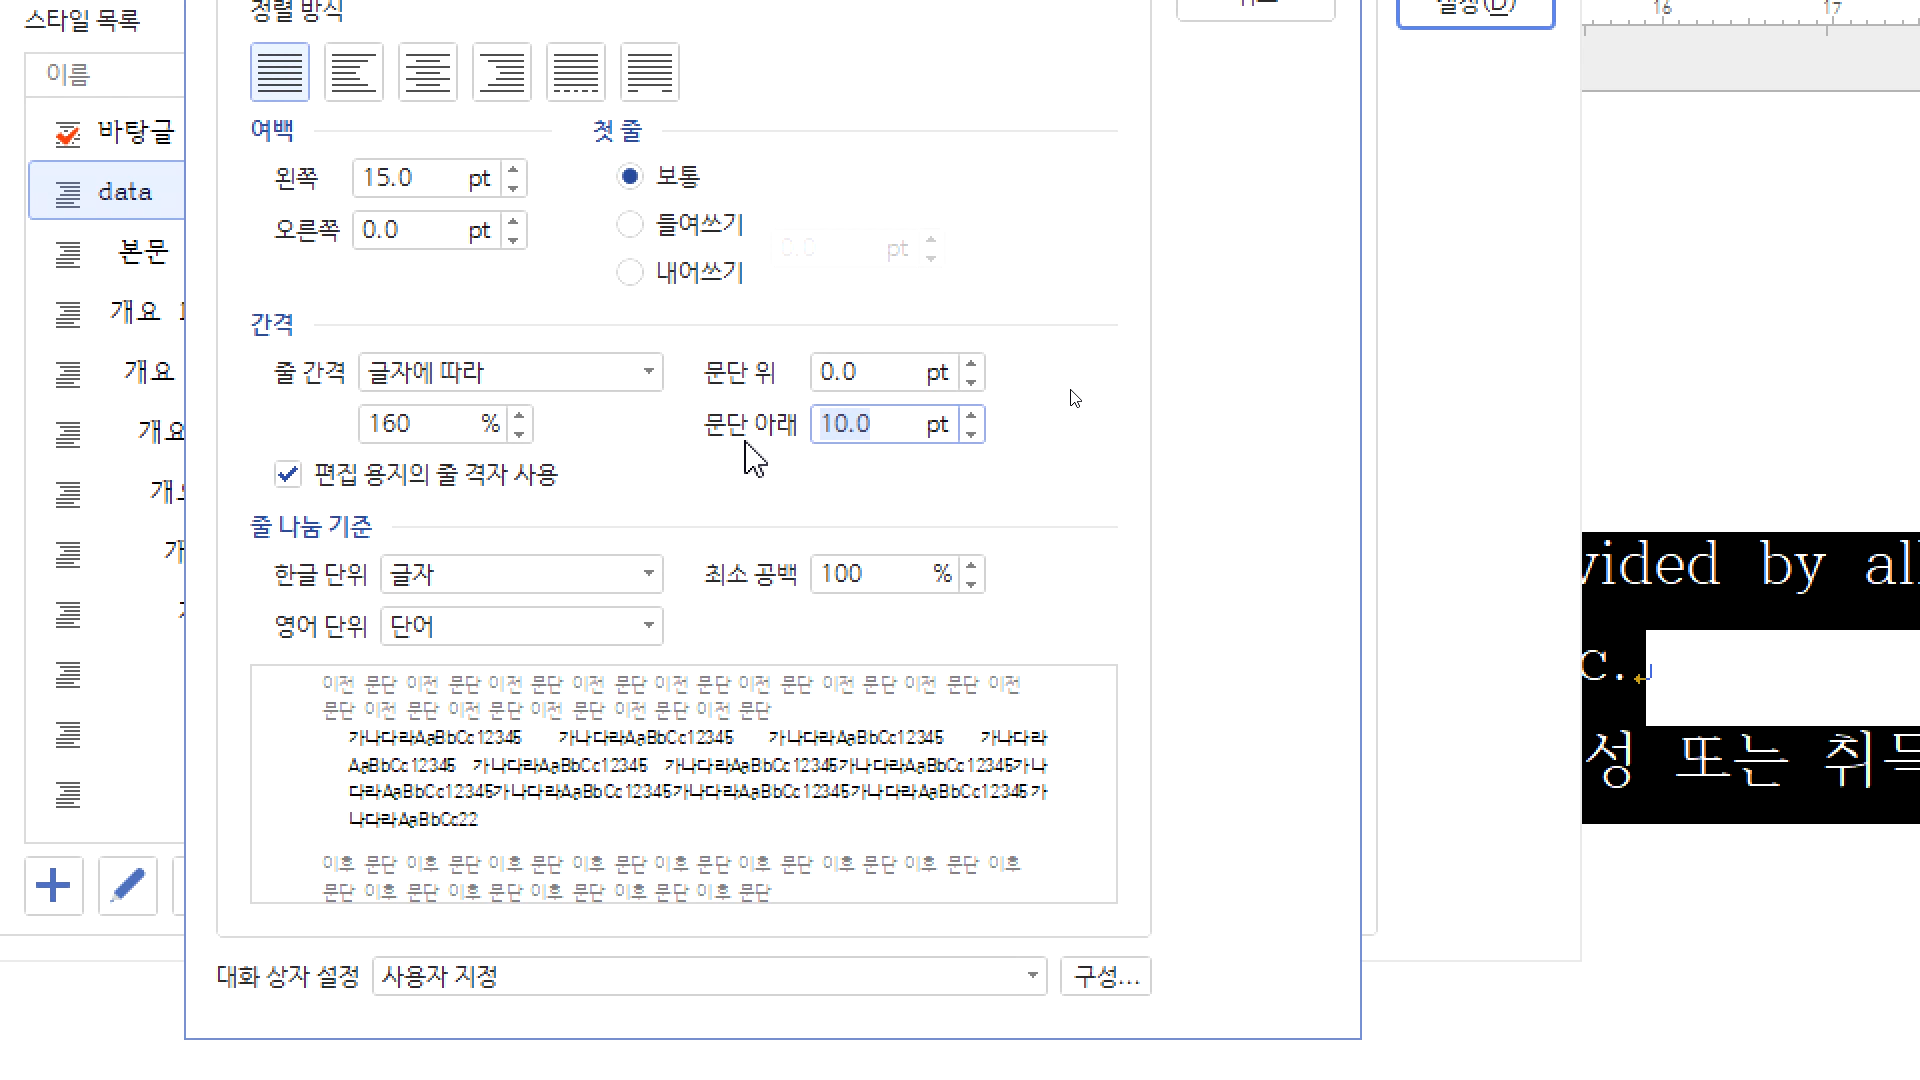 스타일 목록
이름
바탕글
data
본문
개요
개요
개요
정렬 방식
설정(D)
16
17
여백
왼쪽 15.0 pt
오른쪽 0.0 pt
첫 줄
보통
들여쓰기
내어쓰기
0.0 pt
간격
줄 간격 글자에 따라
160 %
문단 위 0.0 pt
문단 아래 10.0 pt
편집 용지의 줄 격자 사용
줄 나눔 기준
한글 단위 글자
최소 공백 100 %
영어 단위 단어
이전 문단 이전 문단 이전 문단 이전 문단 이전 문단 이전 문단 이전 문단 이전 문단 이전
문단 이전 문단 이전 문단 이전 문단 이전 문단 이전 문단
가나다라AaBbCc12345 가나다라AaBbCc12345 가나다라AaBbCc12345 가나다라
AaBbCc12345 가나다라AaBbCc12345 가나다라AaBbCc12345가나다라AaBbCc12345가나
다라AaBbCc12345가나다라AaBbCc12345가나다라AaBbCc12345가나다라AaBbCc12345가
나다라AaBbCc22
이후 문단 이후 문단 이후 문단 이후 문단 이후 문단 이후 문단 이후 문단 이후 문단 이후
문단 이후 문단 이후 문단 이후 문단 이후 문단 이후 문단
대화 상자 설정 사용자 지정 구성...
vided by all
c.
성 또는 취득